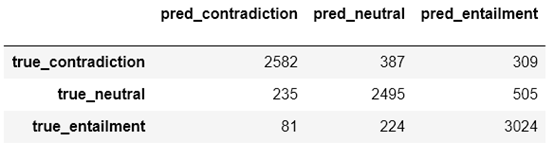 pred_contradiction pred_neutral pred_entailment
true_contradiction 2582 387 309
true_neutral 235 2495 505
true_entailment 81 224 3024